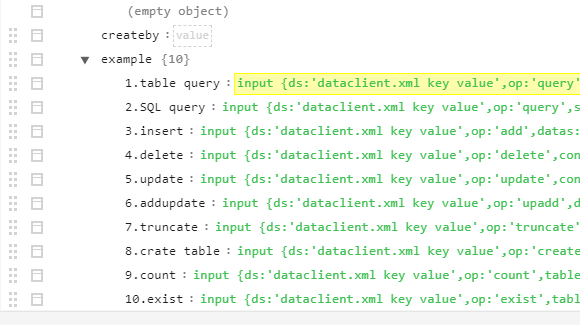 (empty object)
createby : value
▼ example {10}
1.table query : input {ds:'dataclient.xml key value',op:'query'
2.SQL query : input {ds:'dataclient.xml key value',op:'query',s
3.insert : input {ds:'dataclient.xml key value',op:'add',datas:
4.delete : input {ds:'dataclient.xml key value',op:'delete',con
5.update : input {ds:'dataclient.xml key value',op:'update',con
6.addupdate : input {ds:'dataclient.xml key value',op:'upadd',d
7.truncate : input {ds:'dataclient.xml key value',op:'truncate'
8.crate table : input {ds:'dataclient.xml key value',op:'create
9.count : input {ds:'dataclient.xml key value',op:'count',table
10.exist : input {ds:'dataclient.xml key value',op:'exist',tabl